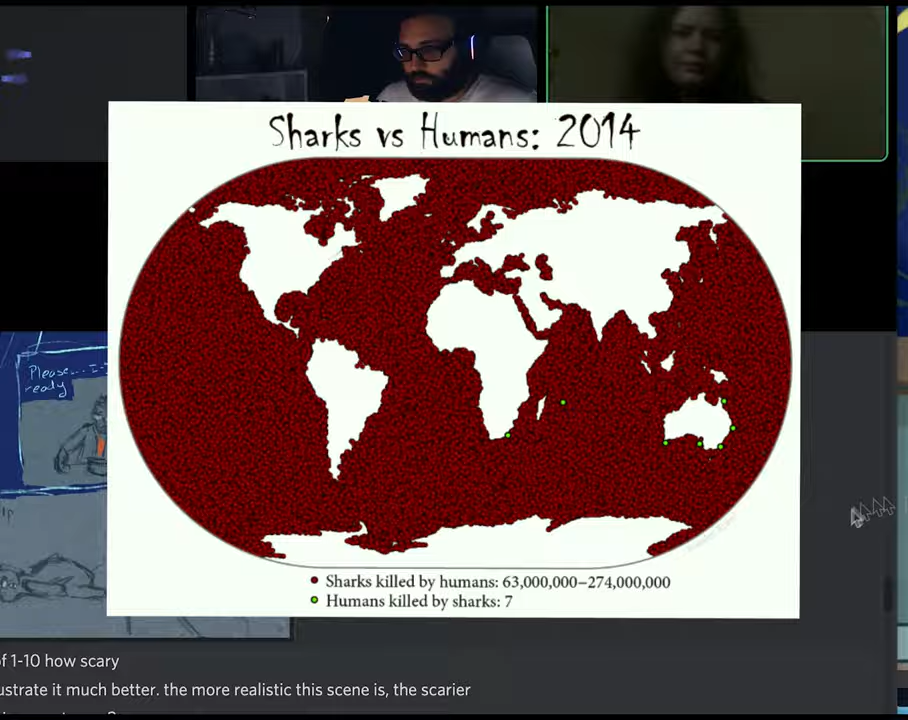 Sharks vs Humans: 2014
Please...
ready
Sharks killed by humans: 63,000,000–274,000,000
Humans killed by sharks: 7
of 1-10 how scary
ustrate it much better. the more realistic this scene is, the scarier